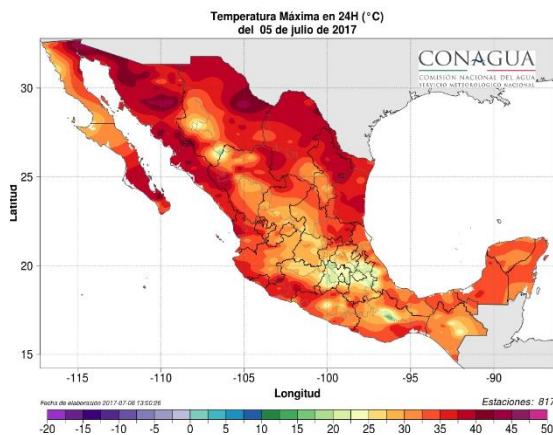 Temperatura Máxima en 24H (°C)
del 05 de julio de 2017
CONAGUA
COMISIÓN NACIONAL DEL AGUA
SERVICIO METEOROLÓGICO NACIONAL
Latitud
30
25
20
15
-115 -110 -105 -100 -95 -90
Longitud
Fecha de elaboración 2017-07-06 13:50:26
Estaciones: 817
-20 -15 -10 -5 0 5 10 15 20 25 30 35 40 45 50